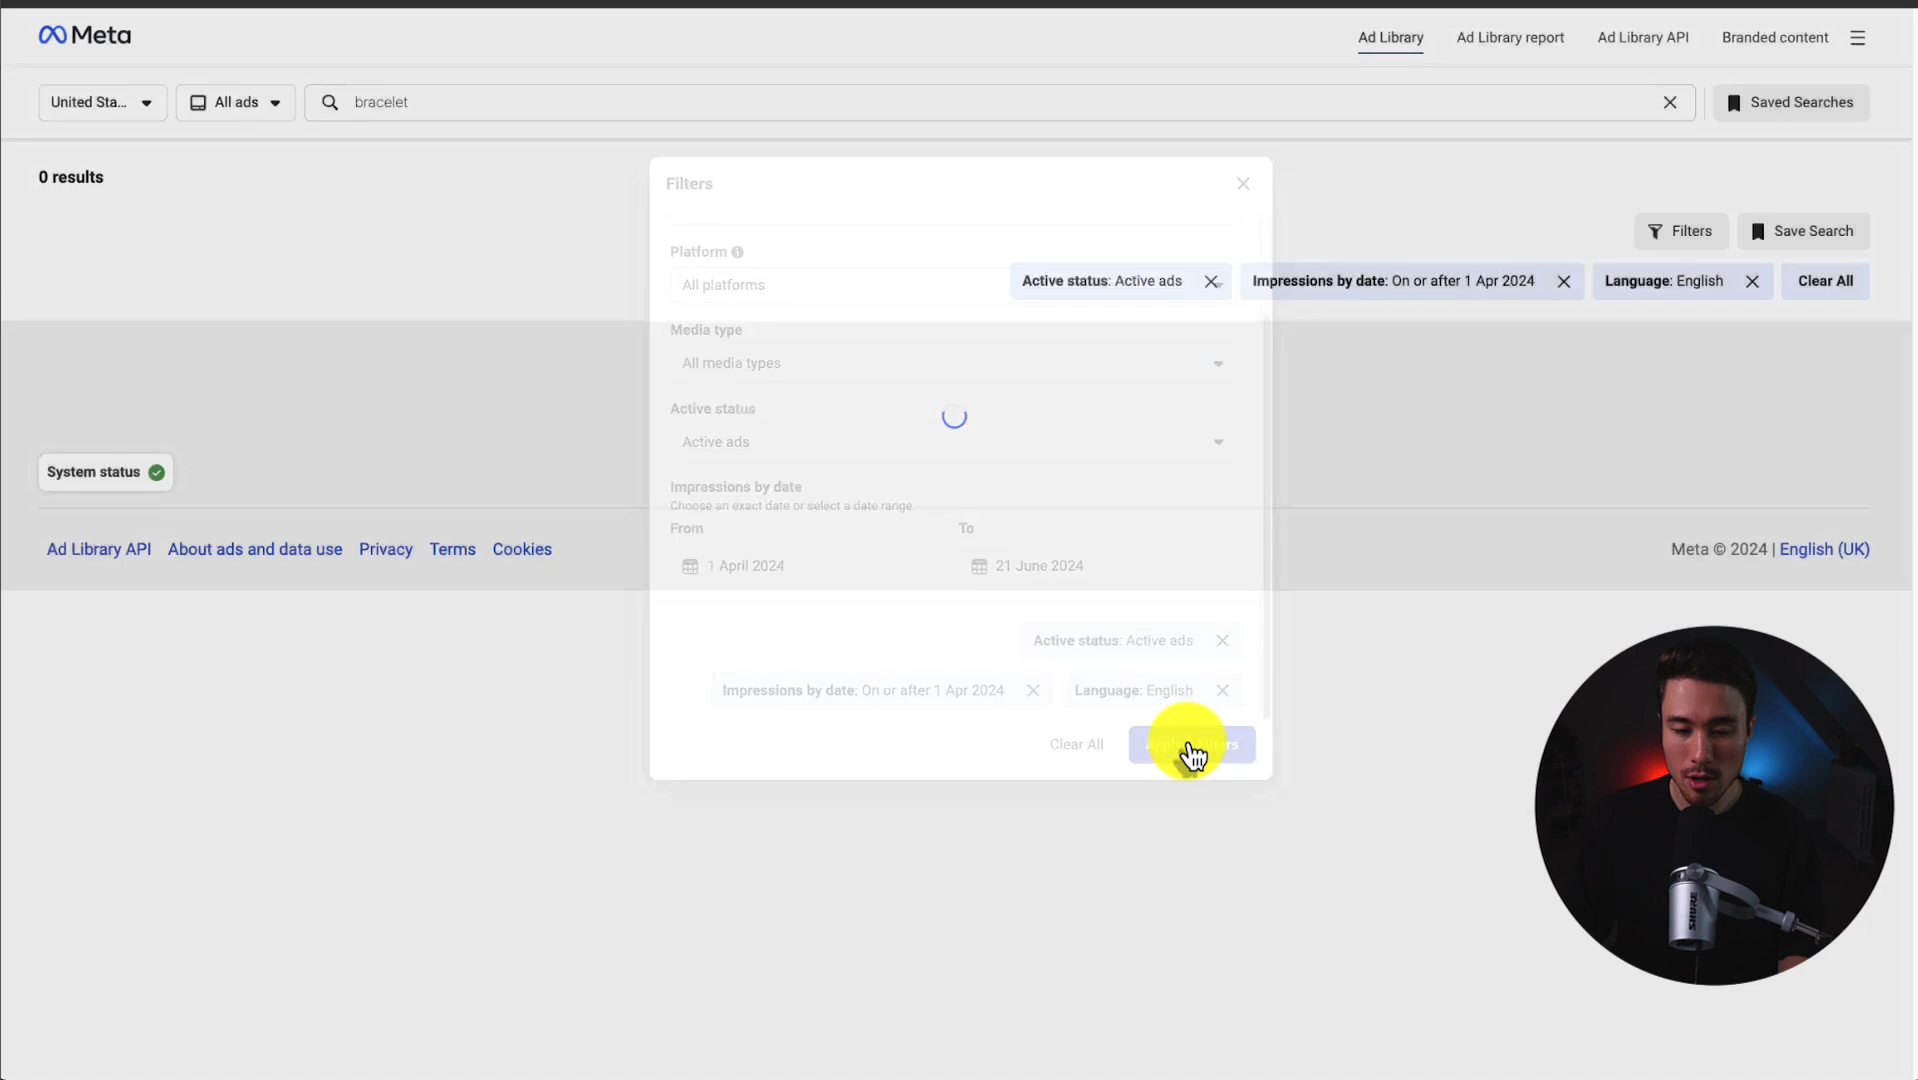 Meta
Ad Library
Ad Library report
Ad Library API
Branded content
United Sta...
All ads
bracelet
Saved Searches
0 results
Filters
Filters
Save Search
Platform
All platforms
Active status: Active ads
Impressions by date: On or after 1 Apr 2024
Language: English
Clear All
Media type
All media types
Active status
Active ads
System status
Impressions by date
Choose an exact date or select a date range.
From
To
1 April 2024
21 June 2024
Ad Library API
About ads and data use
Privacy
Terms
Cookies
Meta © 2024 | English (UK)
Active status: Active ads
Impressions by date: On or after 1 Apr 2024
Language: English
Clear All
SHURE